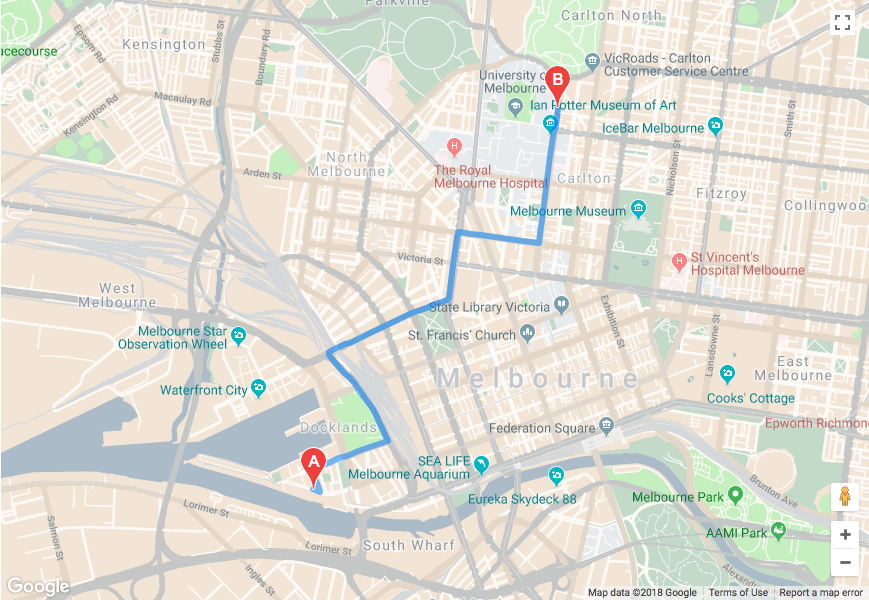 Parkville
Carlton North
Kensington
Racecourse
Epsom Rd
Stubbs St
Boundary Rd
VicRoads - Carlton
Customer Service Centre
University of
Melbourne
B
Macaulay Rd
Kensington Rd
Ian Potter Museum of Art
IceBar Melbourne
Smith St
Nicholson St
North
Melbourne
H
The Royal
Melbourne Hospital
Arden St
Carlton
Fitzroy
Collingwood
Melbourne Museum
Victoria St
H
St Vincent's
Hospital Melbourne
West
Melbourne
State Library Victoria
Exhibition St
Lansdowne St
Melbourne Star
Observation Wheel
St. Francis' Church
East
Melbourne
Waterfront City
Melbourne
Cooks' Cottage
Docklands
Federation Square
Epworth Richmond
A
SEA LIFE
Melbourne Aquarium
Eureka Skydeck 88
Melbourne Park
Brunton Ave
Lorimer St
Salmon St
AAMI Park
Lorimer St
South Wharf
Ingles St
Alexandra
+
−
Google
Map data ©2018 Google
Terms of Use
Report a map error